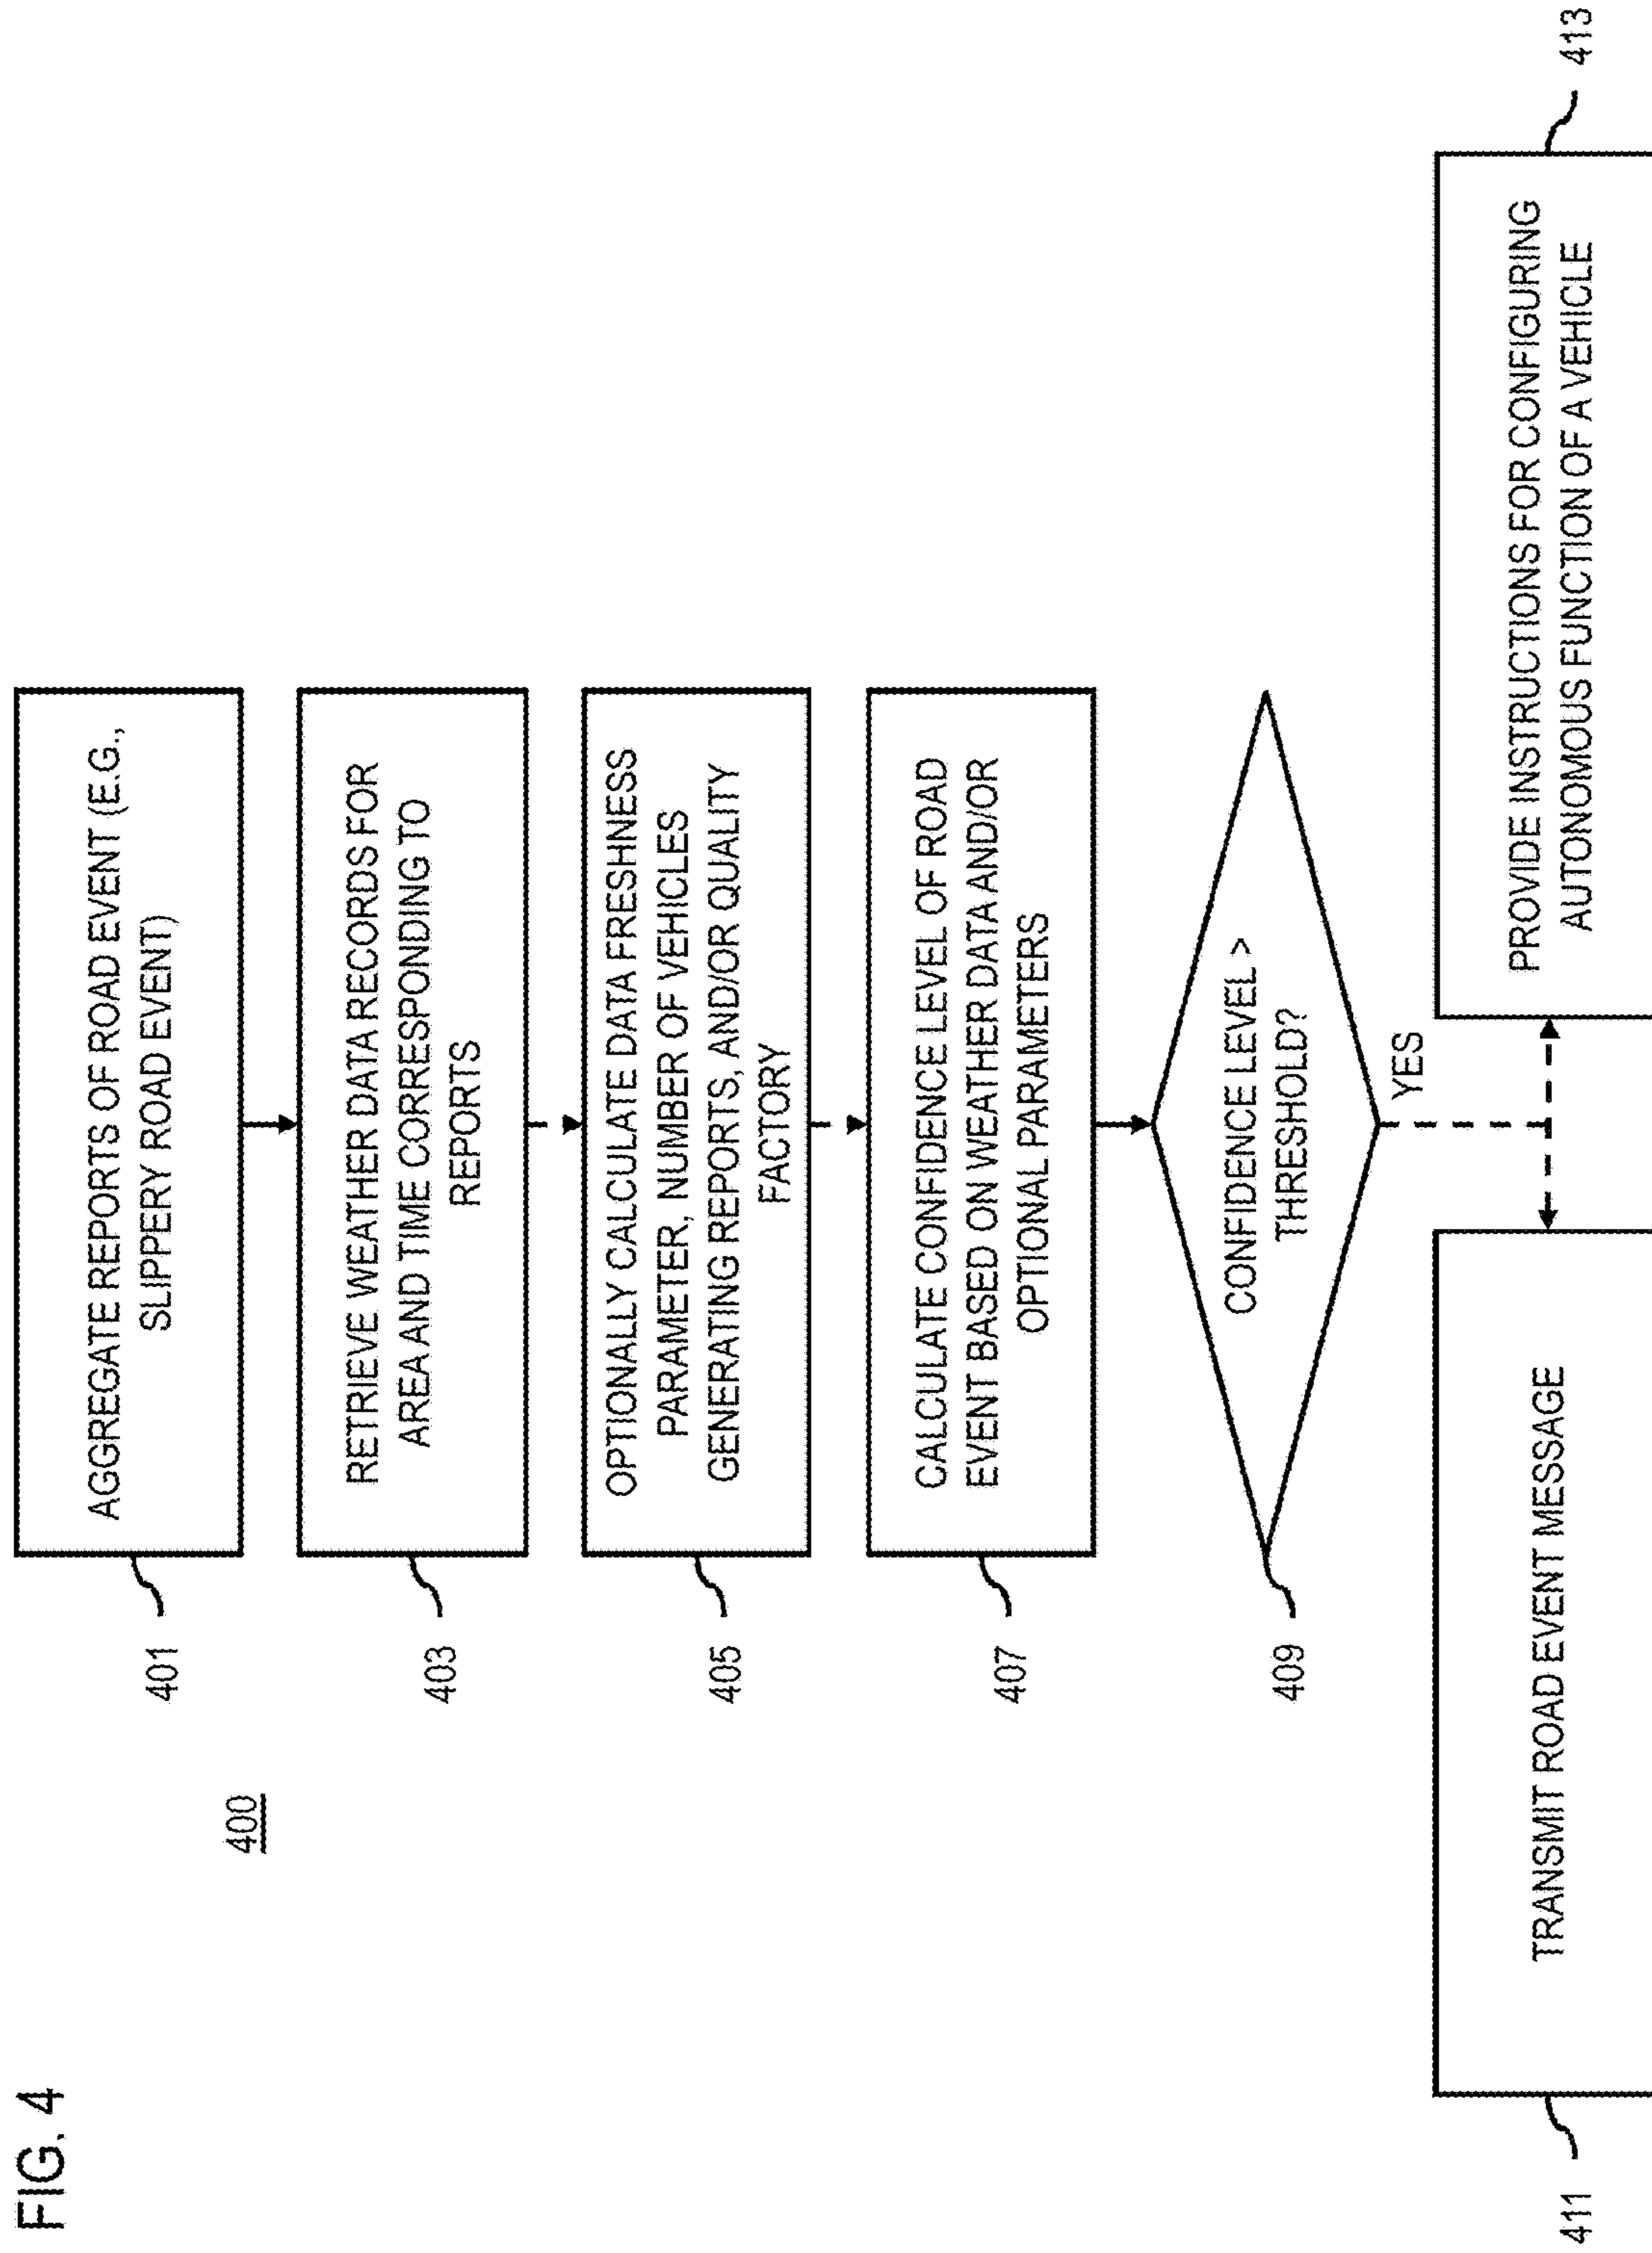 FIG. 4
400
401
AGGREGATE REPORTS OF ROAD EVENT (E.G.,
SLIPPERY ROAD EVENT)
403
RETRIEVE WEATHER DATA RECORDS FOR
AREA AND TIME CORRESPONDING TO
REPORTS
405
OPTIONALLY CALCULATE DATA FRESHNESS
PARAMETER, NUMBER OF VEHICLES
GENERATING REPORTS, AND/OR QUALITY
FACTORY
407
CALCULATE CONFIDENCE LEVEL OF ROAD
EVENT BASED ON WEATHER DATA AND/OR
OPTIONAL PARAMETERS
409
CONFIDENCE LEVEL >
THRESHOLD?
YES
411
TRANSMIT ROAD EVENT MESSAGE
PROVIDE INSTRUCTIONS FOR CONFIGURING
AUTONOMOUS FUNCTION OF A VEHICLE
413